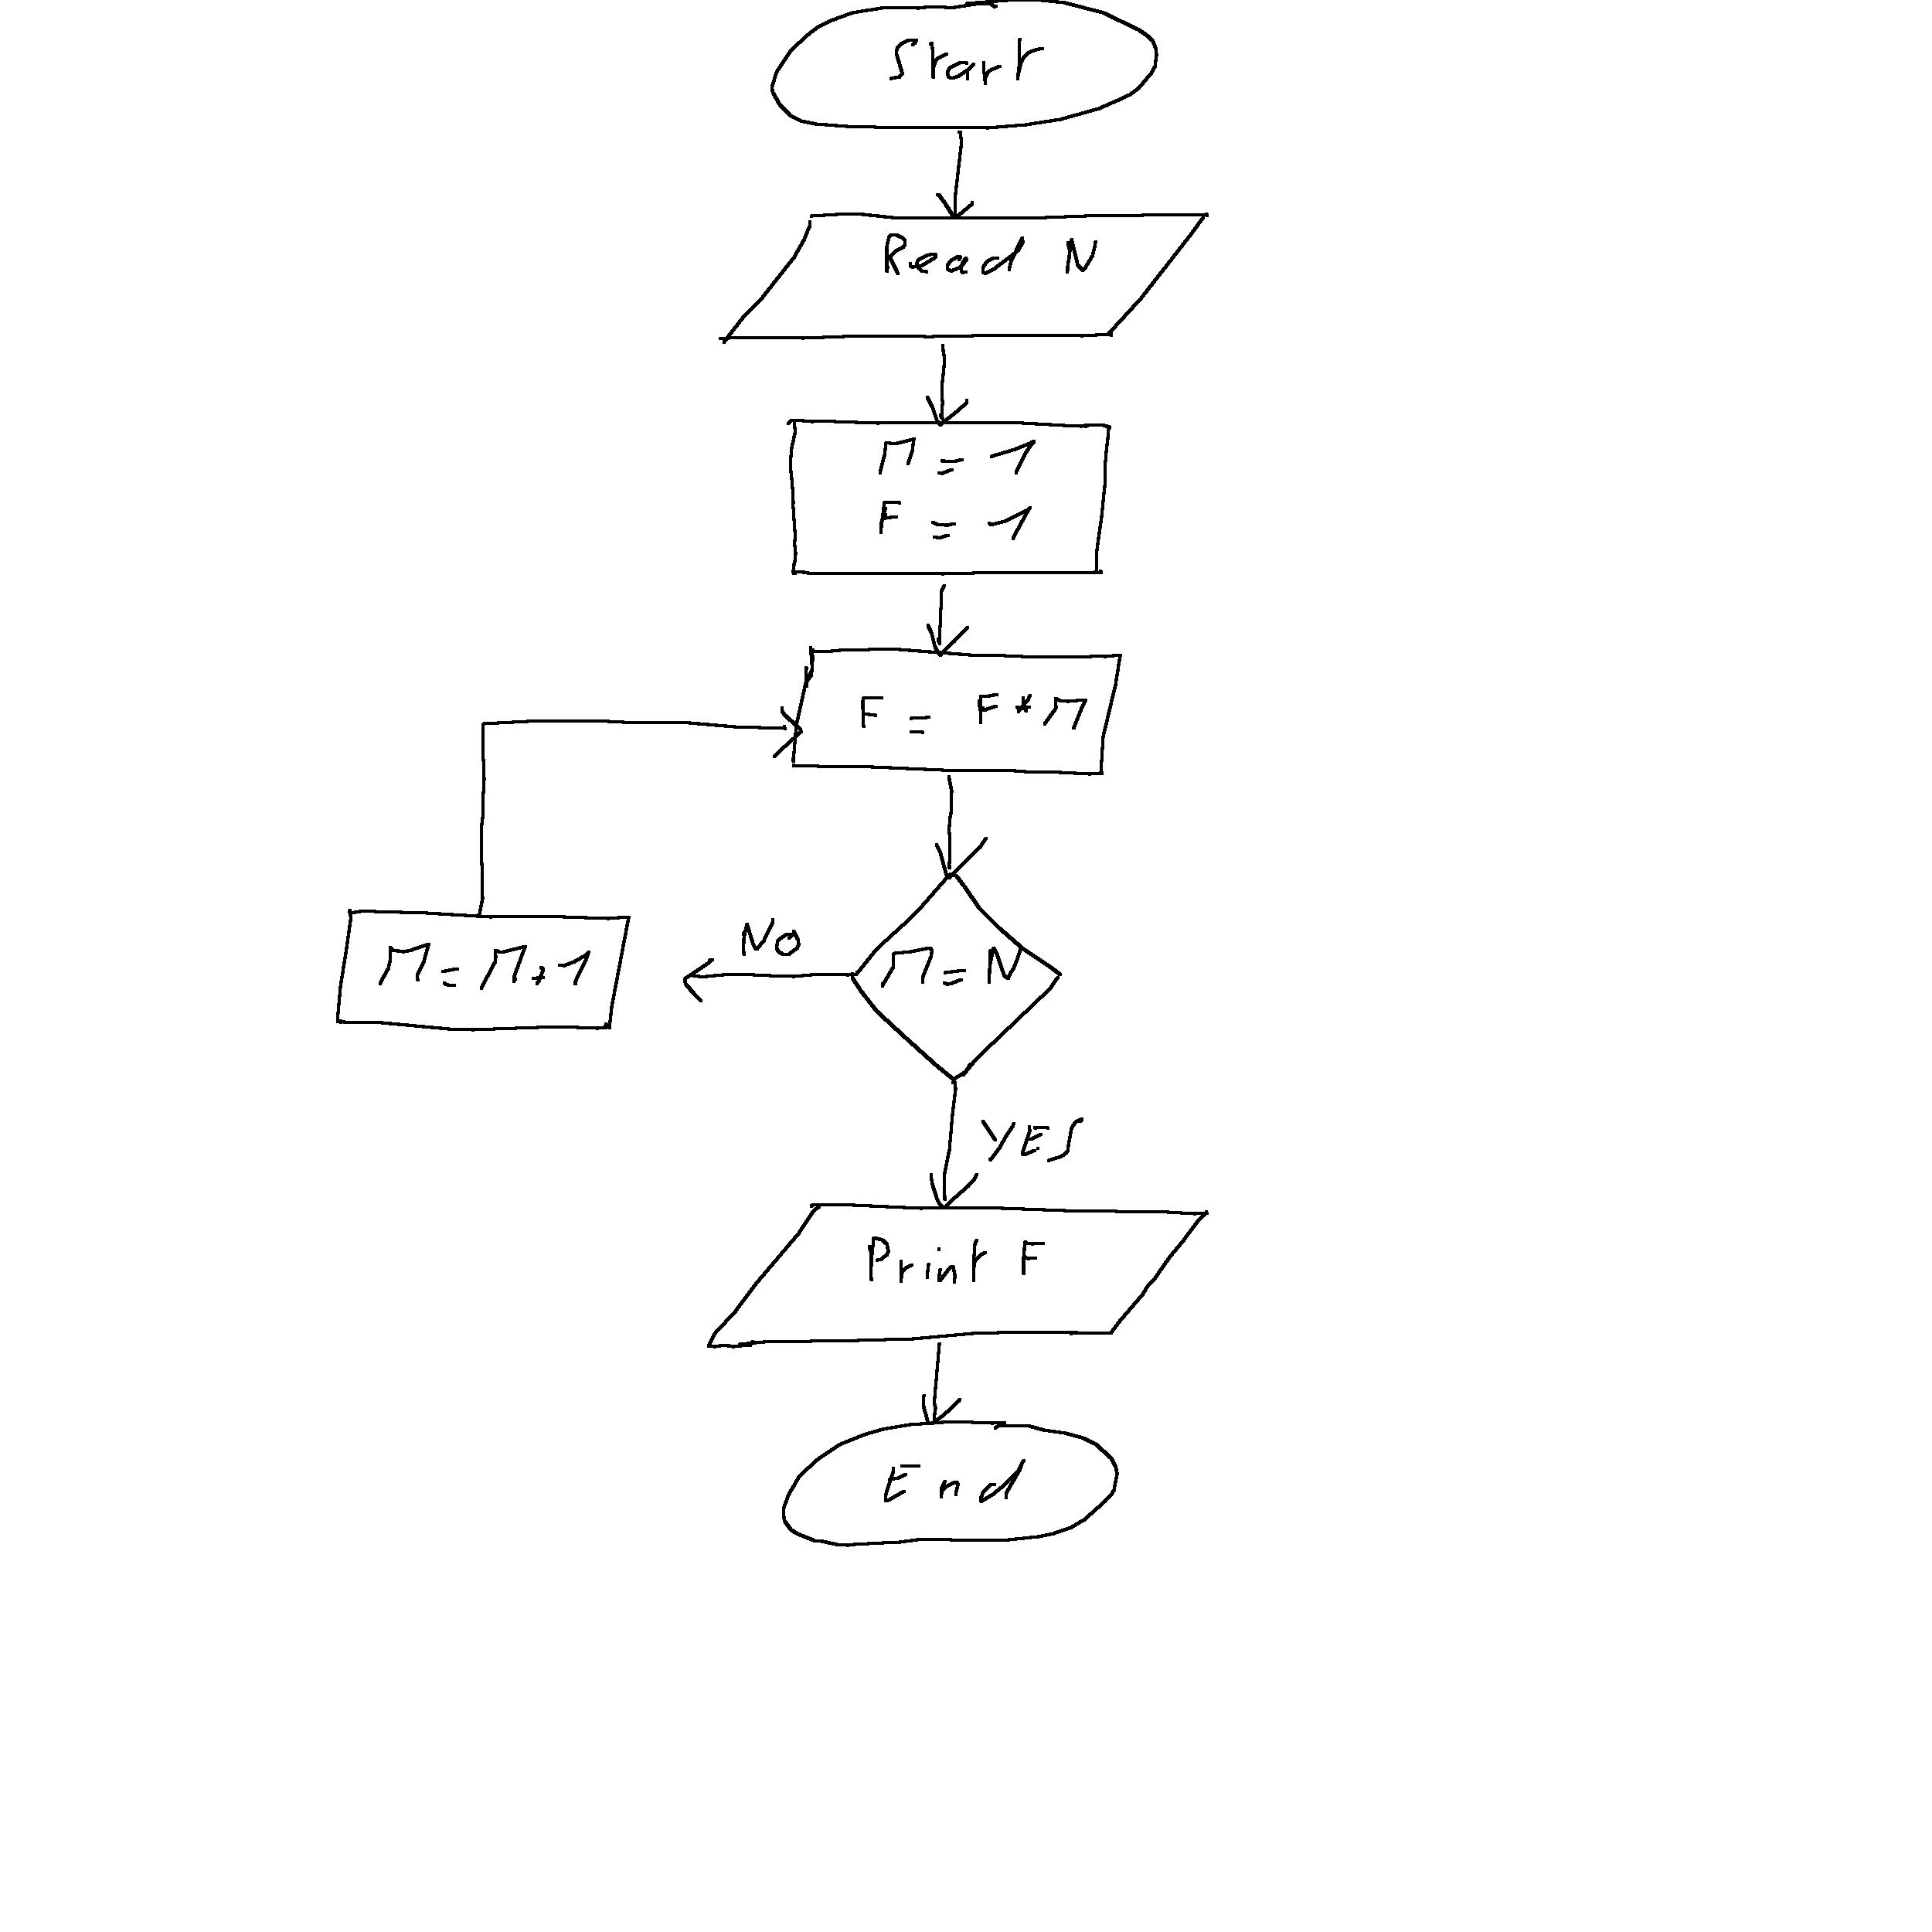 Start
Read N
M = 1
F = 1
F = F * M
NO
M = N
M = M + 1
YES
Print F
End